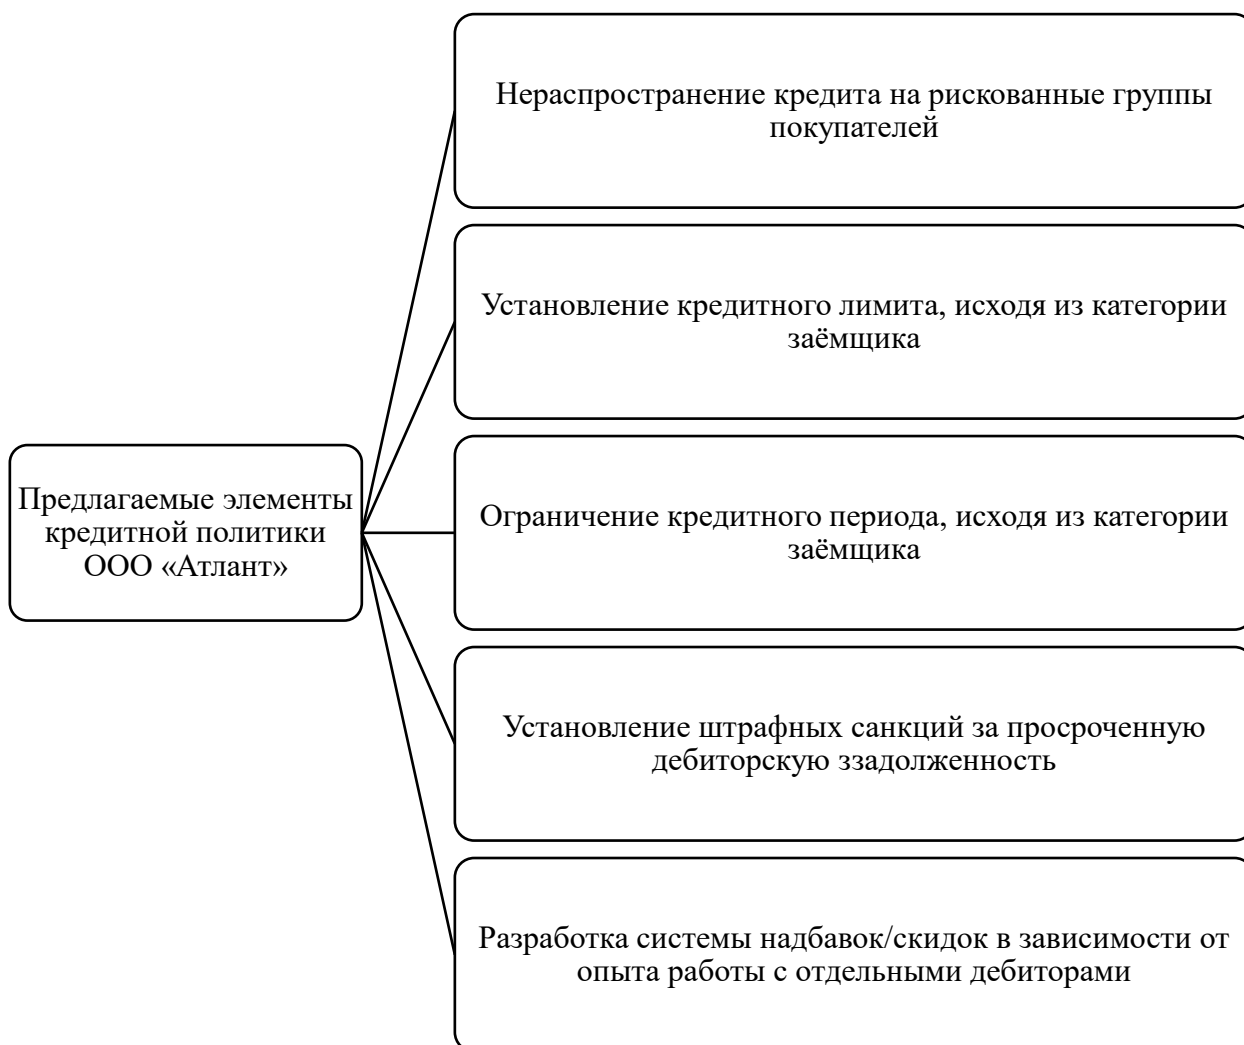 Нераспространение кредита на рискованные группы
покупателей
Установление кредитного лимита, исходя из категории
заёмщика
Предлагаемые элементы
кредитной политики
ООО «Атлант»
Ограничение кредитного периода, исходя из категории
заёмщика
Установление штрафных санкций за просроченную
дебиторскую ззадолженность
Разработка системы надбавок/скидок в зависимости от
опыта работы с отдельными дебиторами